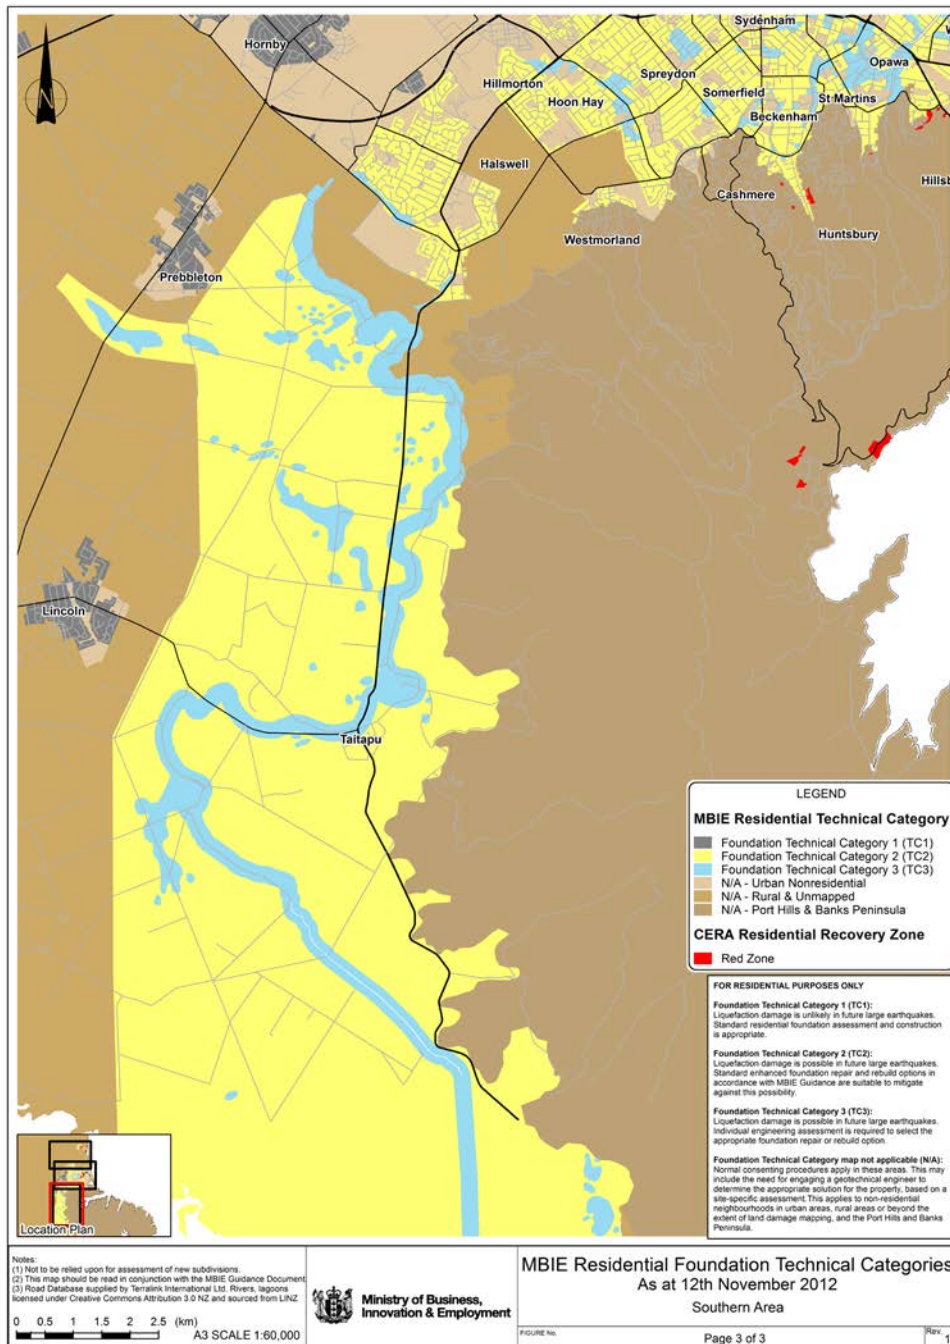 Sydenham
Hornby
Opawa
Hillmorton
Spreydon
Hoon Hay
Somerfield
St Martins
Beckenham
Halswell
Cashmere
Westmorland
Huntsbury
Prebbleton
Lincoln
Taitapu
LEGEND
MBIE Residential Technical Category
Foundation Technical Category 1 (TC1)
Foundation Technical Category 2 (TC2)
Foundation Technical Category 3 (TC3)
N/A - Urban Nonresidential
N/A - Rural & Unmapped
N/A - Port Hills & Banks Peninsula
CERA Residential Recovery Zone
Red Zone
FOR RESIDENTIAL PURPOSES ONLY
Foundation Technical Category 1 (TC1):
Liquefaction damage is unlikely in future large earthquakes.
Standard residential foundation assessment and construction
is appropriate.
Foundation Technical Category 2 (TC2):
Liquefaction damage is possible in future large earthquakes.
Standard enhanced foundation repair and rebuild options in
accordance with MBIE Guidance are suitable to mitigate
against this possibility.
Foundation Technical Category 3 (TC3):
Liquefaction damage is possible in future large earthquakes.
Individual engineering assessment is required to select the
appropriate foundation repair or rebuild option.
Foundation Technical Category map not applicable (N/A):
Normal consenting procedures apply in these areas. This may
include the need for engaging a geotechnical engineer to
determine the appropriate solution for the property, based on a
site-specific assessment.This applies to non-residential
neighbourhoods in urban areas, rural areas or beyond the
extent of land damage mapping, and the Port Hills and Banks
Peninsula.
Location Plan
Notes:
(1) Not to be relied upon for assessment of new subdivisions.
(2) This map should be read in conjunction with the MBIE Guidance Document
(3) Road Database supplied by Terralink International Ltd. Rivers, lagoons
licensed under Creative Commons Attribution 3.0 NZ and sourced from LINZ
0 0.5 1 1.5 2 2.5 (km)
A3 SCALE 1:60,000
Ministry of Business,
Innovation & Employment
MBIE Residential Foundation Technical Categories
As at 12th November 2012
Southern Area
FIGURE No.
Page 3 of 3
Rev.
1